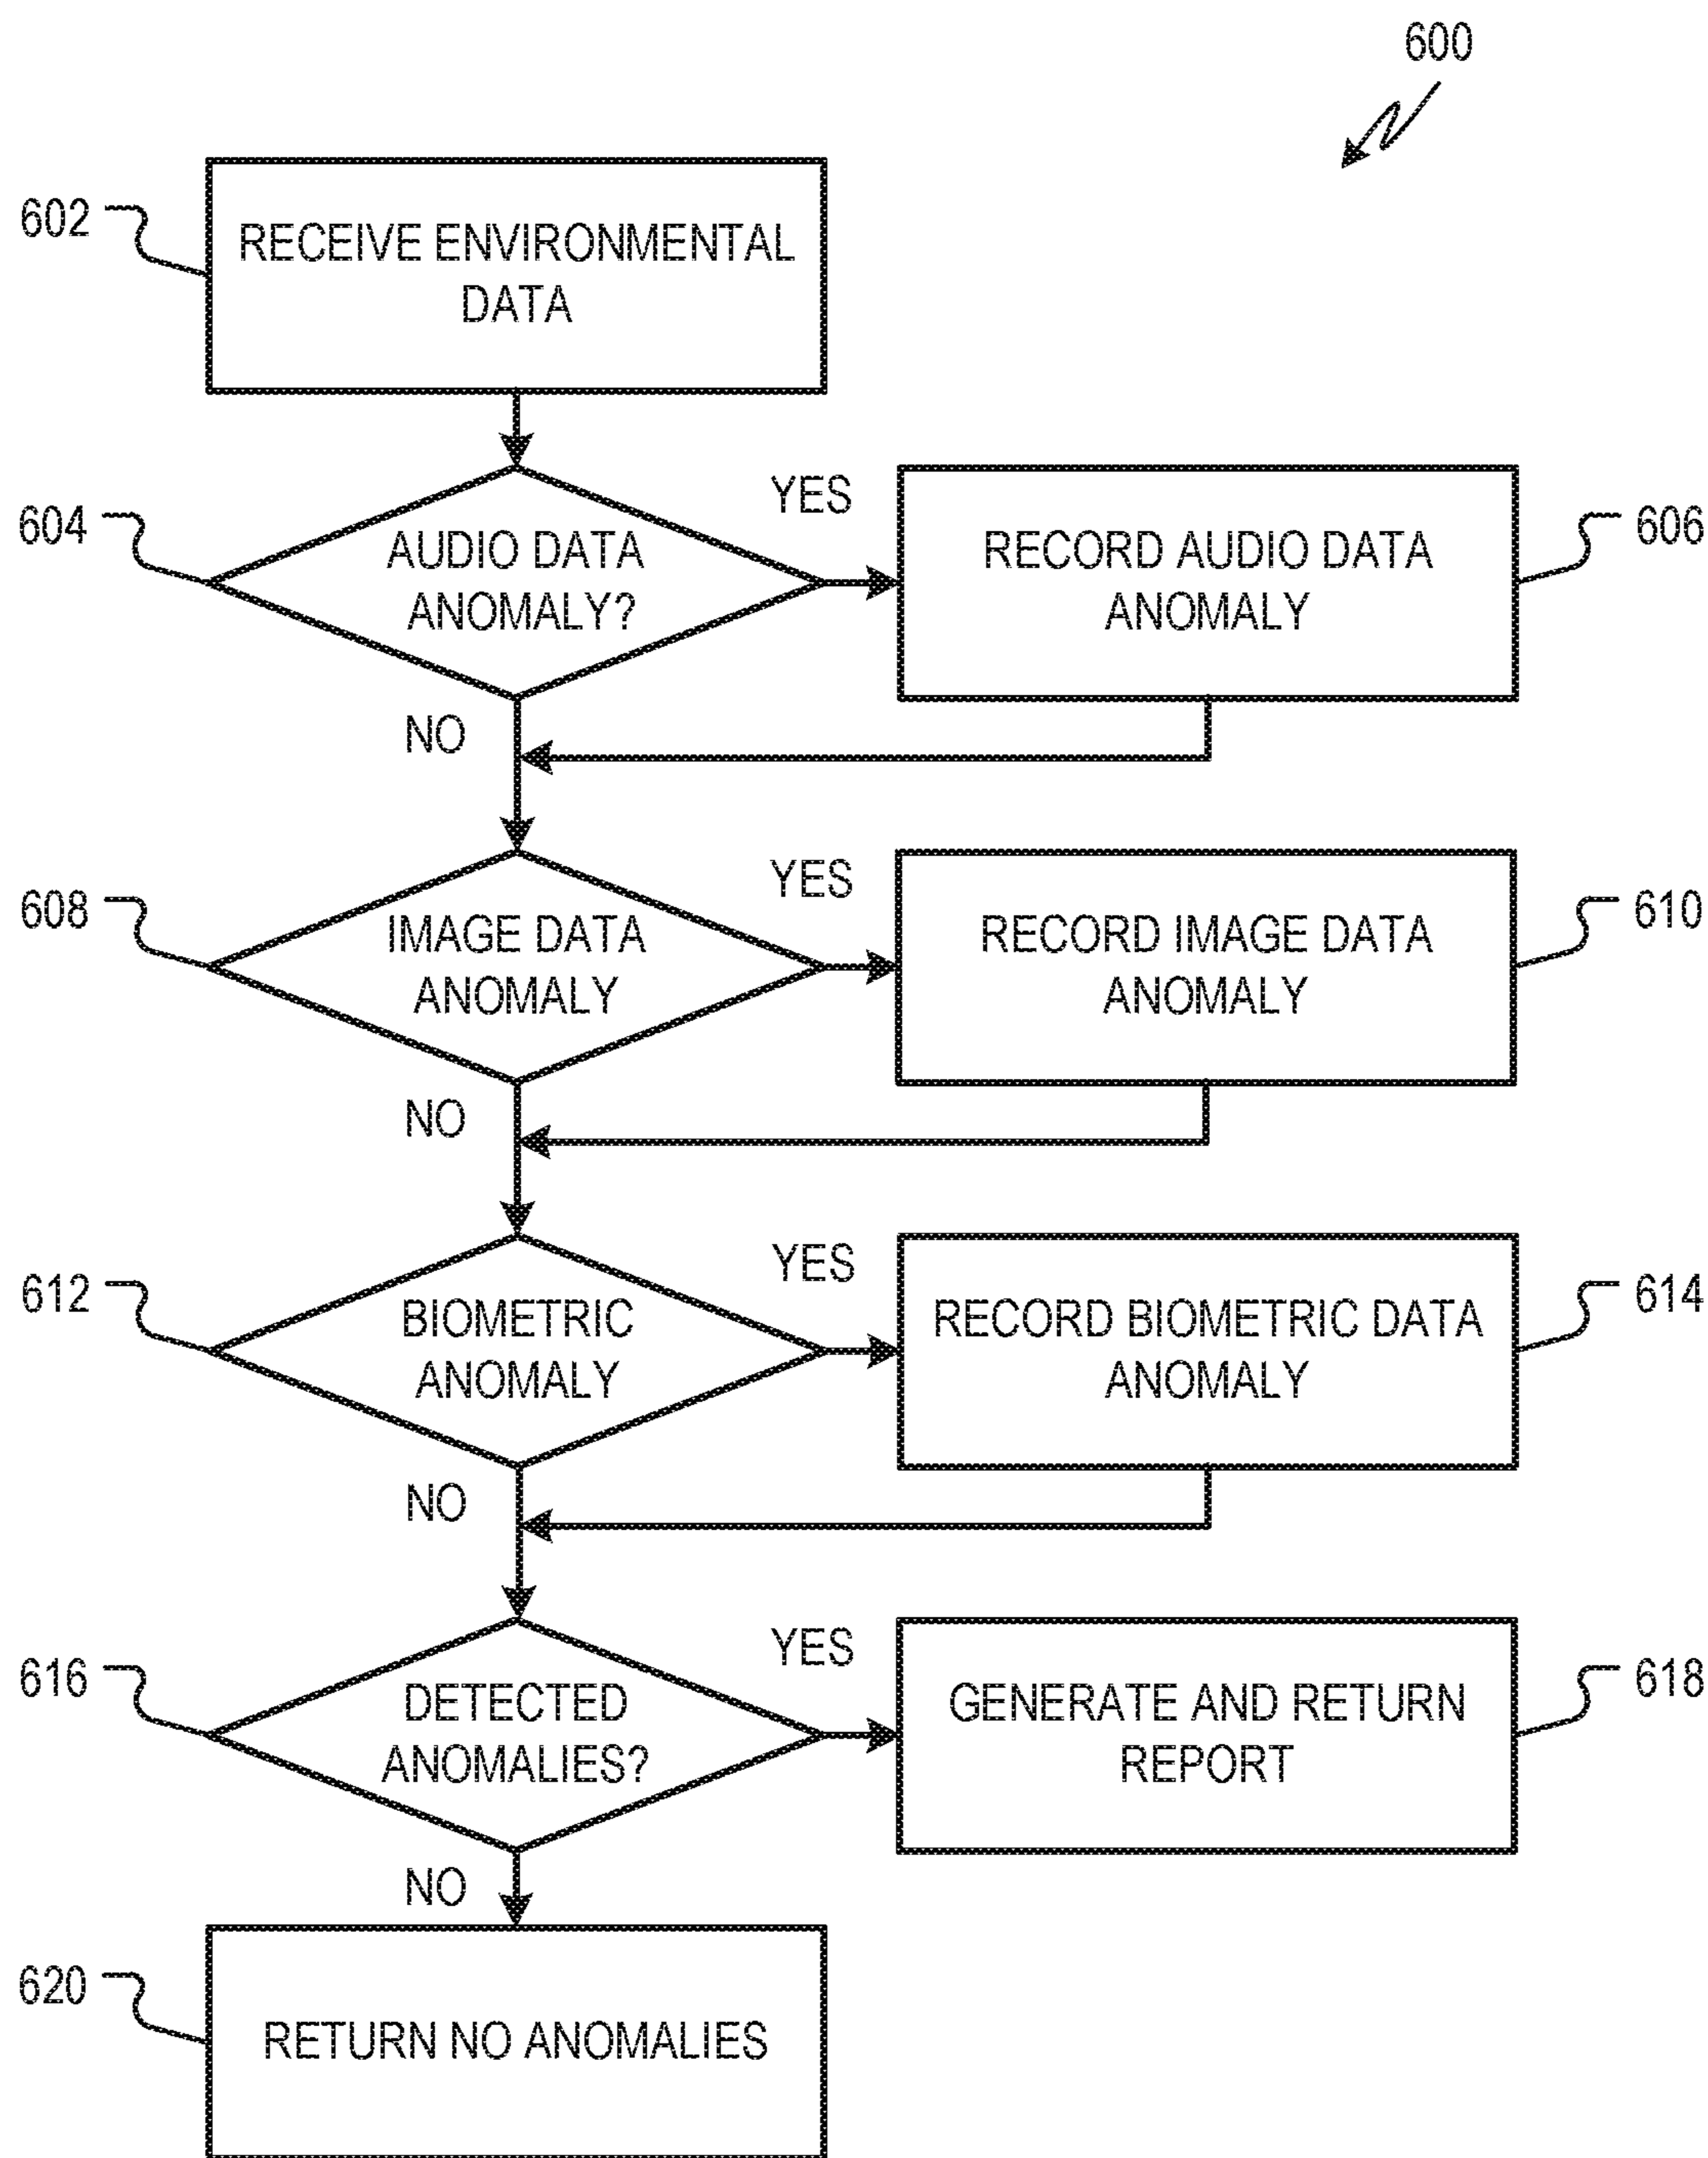 600
602
RECEIVE ENVIRONMENTAL
DATA
604
AUDIO DATA
ANOMALY?
YES
RECORD AUDIO DATA
ANOMALY
606
NO
608
IMAGE DATA
ANOMALY
YES
RECORD IMAGE DATA
ANOMALY
610
NO
612
BIOMETRIC
ANOMALY
YES
RECORD BIOMETRIC DATA
ANOMALY
614
NO
616
DETECTED
ANOMALIES?
YES
GENERATE AND RETURN
REPORT
618
NO
620
RETURN NO ANOMALIES